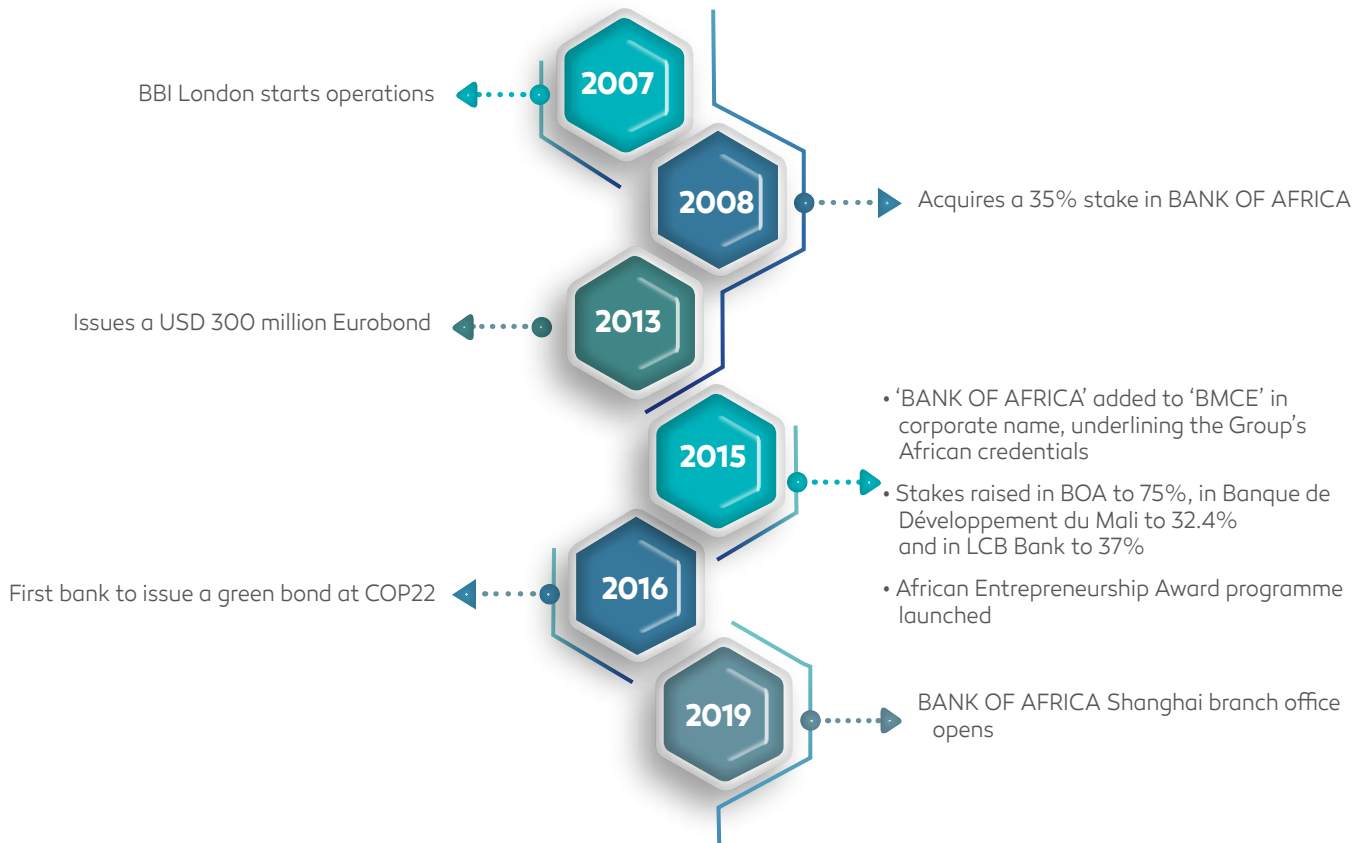 2007
BBI London starts operations
2008
Acquires a 35% stake in BANK OF AFRICA
2013
Issues a USD 300 million Eurobond
2015
• ‘BANK OF AFRICA’ added to ‘BMCE’ in
corporate name, underlining the Group’s
African credentials
• Stakes raised in BOA to 75%, in Banque de
Développement du Mali to 32.4%
and in LCB Bank to 37%
• African Entrepreneurship Award programme
launched
2016
First bank to issue a green bond at COP22
2019
BANK OF AFRICA Shanghai branch office
opens